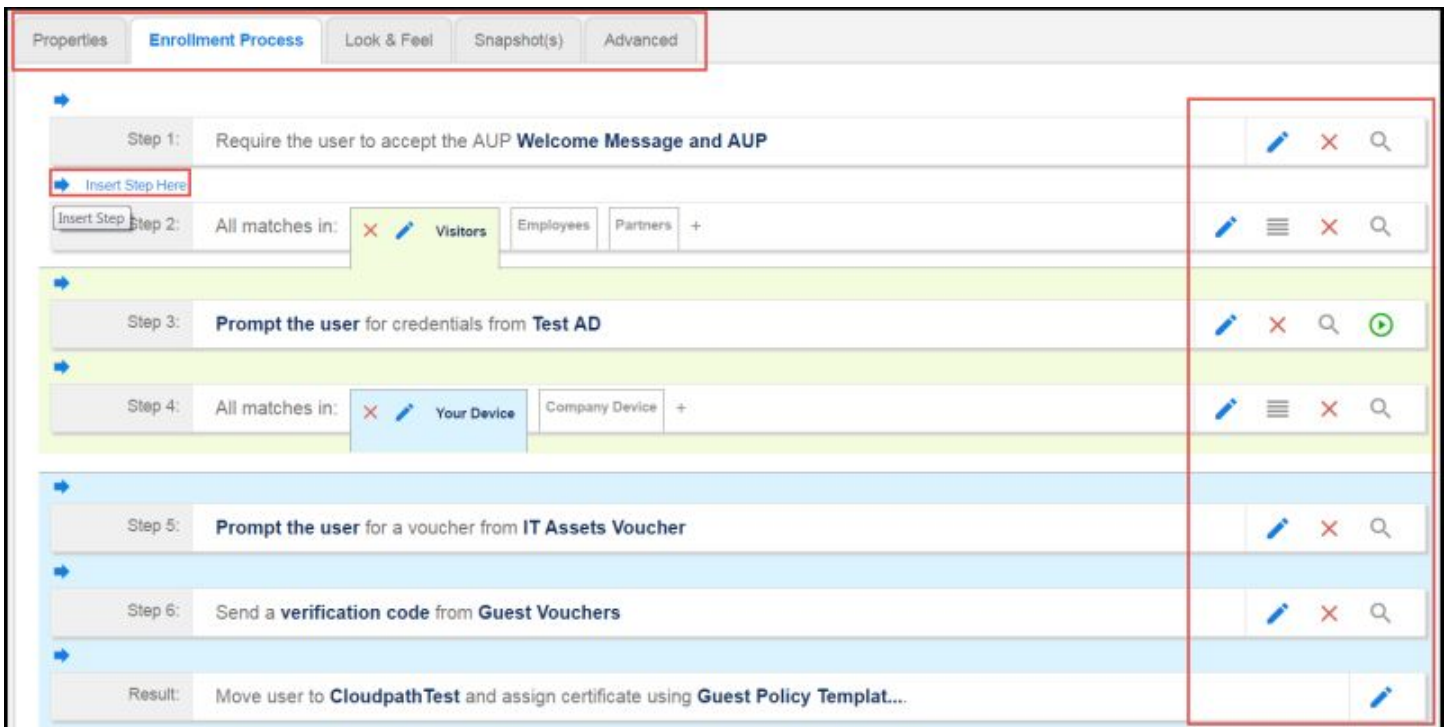 Properties Enrollment Process Look & Feel Snapshot(s) Advanced
Step 1: Require the user to accept the AUP Welcome Message and AUP
Insert Step Here
Insert Step
Step 2: All matches in: Visitors Employees Partners +
Step 3: Prompt the user for credentials from Test AD
Step 4: All matches in: Your Device Company Device +
Step 5: Prompt the user for a voucher from IT Assets Voucher
Step 6: Send a verification code from Guest Vouchers
Result: Move user to CloudpathTest and assign certificate using Guest Policy Templat....